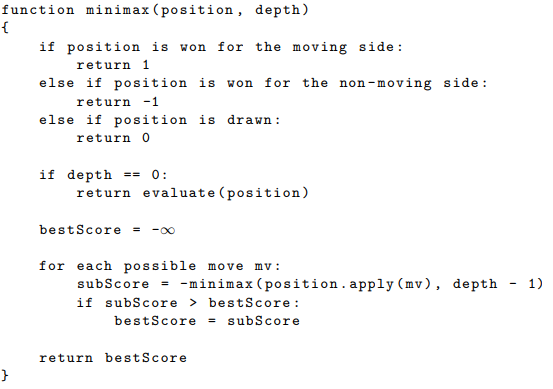 function minimax(position, depth)
{
    if position is won for the moving side:
        return 1
    else if position is won for the non-moving side:
        return -1
    else if position is drawn:
        return 0

    if depth == 0:
        return evaluate(position)

    bestScore = -∞

    for each possible move mv:
        subScore = -minimax(position.apply(mv), depth - 1)
        if subScore > bestScore:
            bestScore = subScore

    return bestScore
}